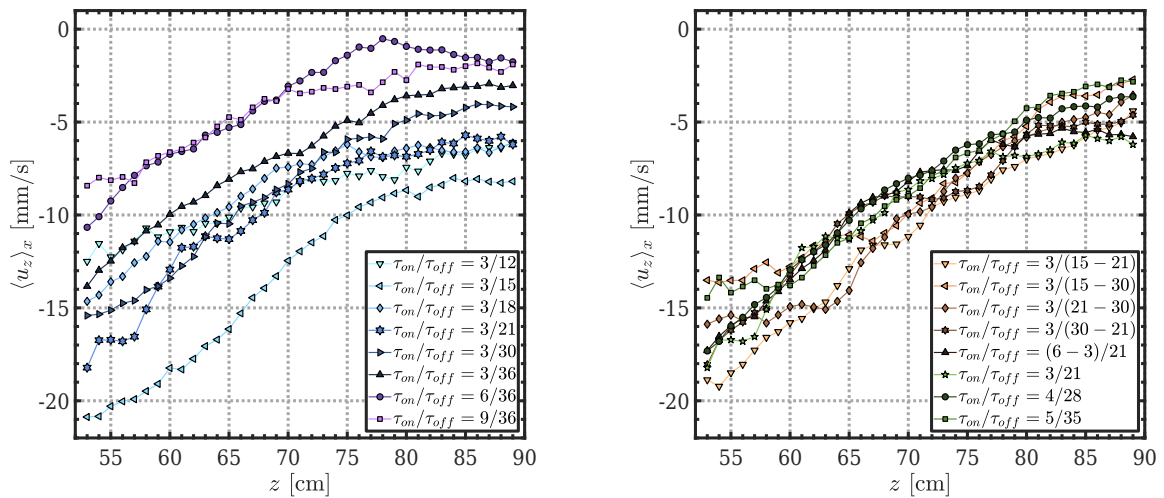 0
-5
-10
-15
-20
55 60 65 70 75 80 85 90
z [cm]
⟨u_z⟩_x [mm/s]
τ_on/τ_off = 3/12
τ_on/τ_off = 3/15
τ_on/τ_off = 3/18
τ_on/τ_off = 3/21
τ_on/τ_off = 3/30
τ_on/τ_off = 3/36
τ_on/τ_off = 6/36
τ_on/τ_off = 9/36
0
-5
-10
-15
-20
55 60 65 70 75 80 85 90
z [cm]
⟨u_z⟩_x [mm/s]
τ_on/τ_off = 3/(15 − 21)
τ_on/τ_off = 3/(15 − 30)
τ_on/τ_off = 3/(21 − 30)
τ_on/τ_off = 3/(30 − 21)
τ_on/τ_off = (6 − 3)/21
τ_on/τ_off = 3/21
τ_on/τ_off = 4/28
τ_on/τ_off = 5/35